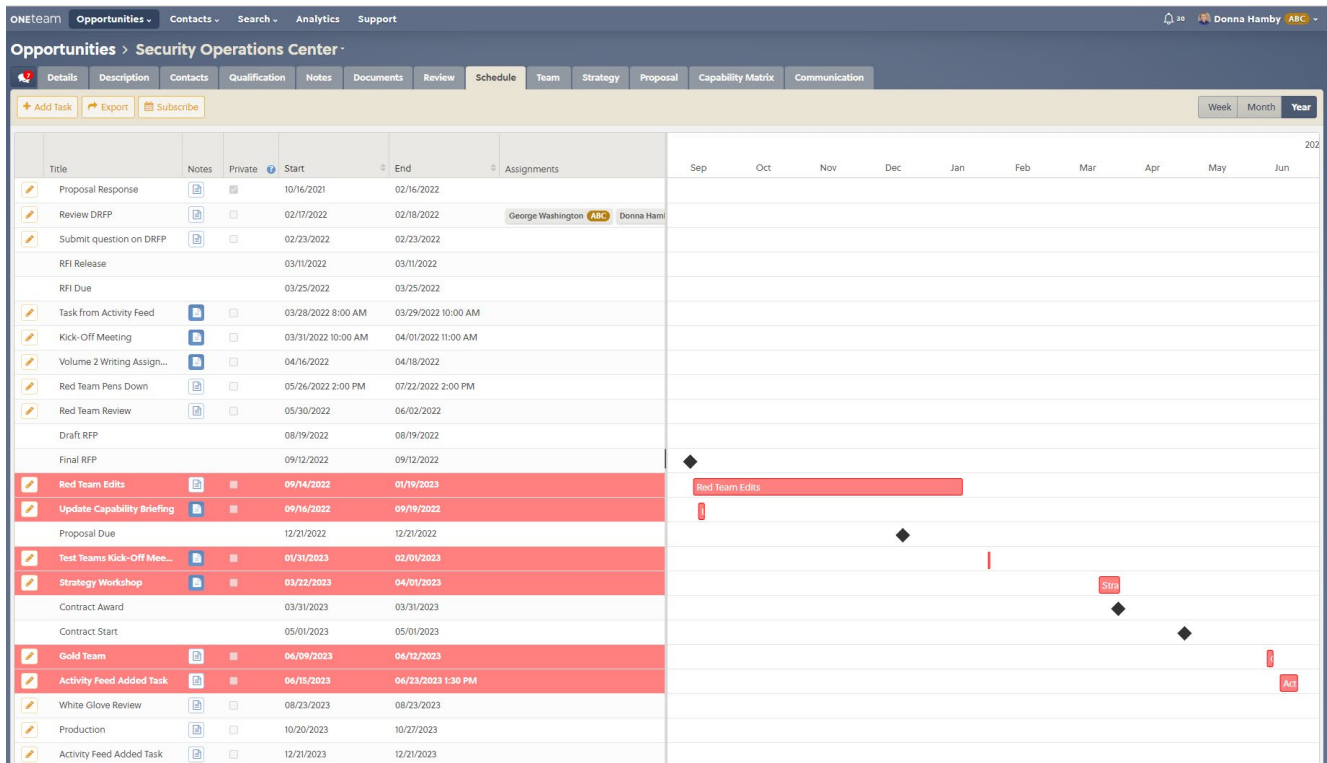 ONEteam Opportunities Contacts Search Analytics Support 30 Donna Hamby ABC
Opportunities > Security Operations Center
7 Details Description Contacts Qualification Notes Documents Review Schedule Team Strategy Proposal Capability Matrix Communication
+ Add Task Export Subscribe Week Month Year
202
Title Notes Private ? Start End Assignments Sep Oct Nov Dec Jan Feb Mar Apr May Jun
Proposal Response 10/16/2021 02/16/2022
Review DRFP 02/17/2022 02/18/2022 George Washington ABC Donna Haml
Submit question on DRFP 02/23/2022 02/23/2022
RFI Release 03/11/2022 03/11/2022
RFI Due 03/25/2022 03/25/2022
Task from Activity Feed 03/28/2022 8:00 AM 03/29/2022 10:00 AM
Kick-Off Meeting 03/31/2022 10:00 AM 04/01/2022 11:00 AM
Volume 2 Writing Assign... 04/16/2022 04/18/2022
Red Team Pens Down 05/26/2022 2:00 PM 07/22/2022 2:00 PM
Red Team Review 05/30/2022 06/02/2022
Draft RFP 08/19/2022 08/19/2022
Final RFP 09/12/2022 09/12/2022
Red Team Edits 09/14/2022 01/19/2023 Red Team Edits
Update Capability Briefing 09/16/2022 09/19/2022
Proposal Due 12/21/2022 12/21/2022
Test Teams Kick-Off Mee... 01/31/2023 02/01/2023
Strategy Workshop 03/22/2023 04/01/2023 Stra
Contract Award 03/31/2023 03/31/2023
Contract Start 05/01/2023 05/01/2023
Gold Team 06/09/2023 06/12/2023
Activity Feed Added Task 06/15/2023 06/23/2023 1:30 PM Act
White Glove Review 08/23/2023 08/23/2023
Production 10/20/2023 10/27/2023
Activity Feed Added Task 12/21/2023 12/21/2023